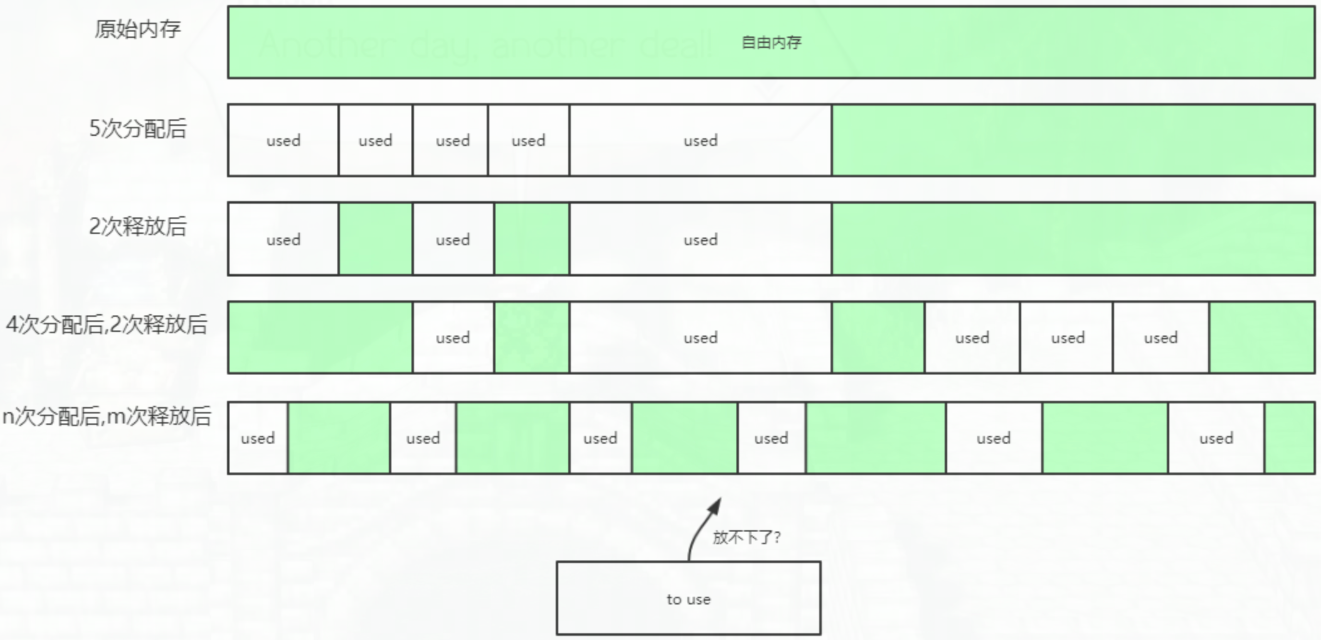 原始内存
Another day, another deal!
自由内存
5次分配后
used used used used used
2次释放后
used used used
4次分配后,2次释放后
used used used used used
n次分配后,m次释放后
used used used used used used
放不下了?
to use